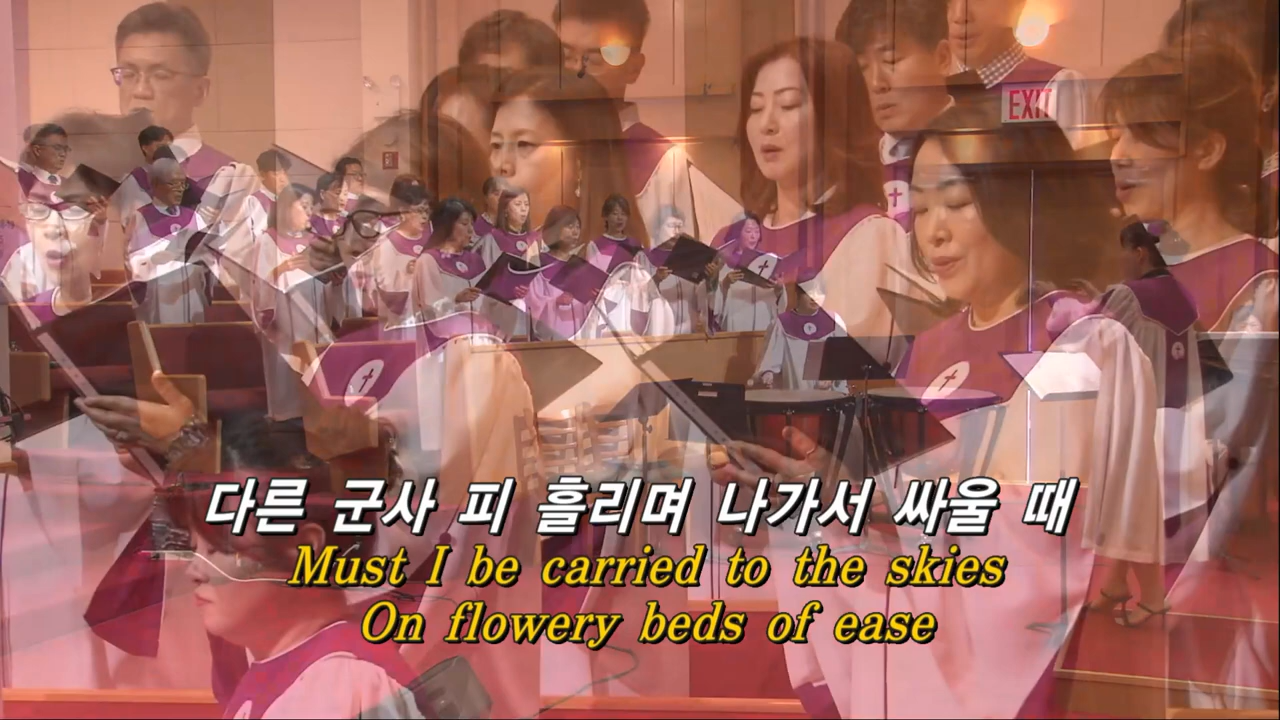 EXIT
다른 군사 피 흘리며 나가서 싸울 때
Must I be carried to the skies
On flowery beds of ease